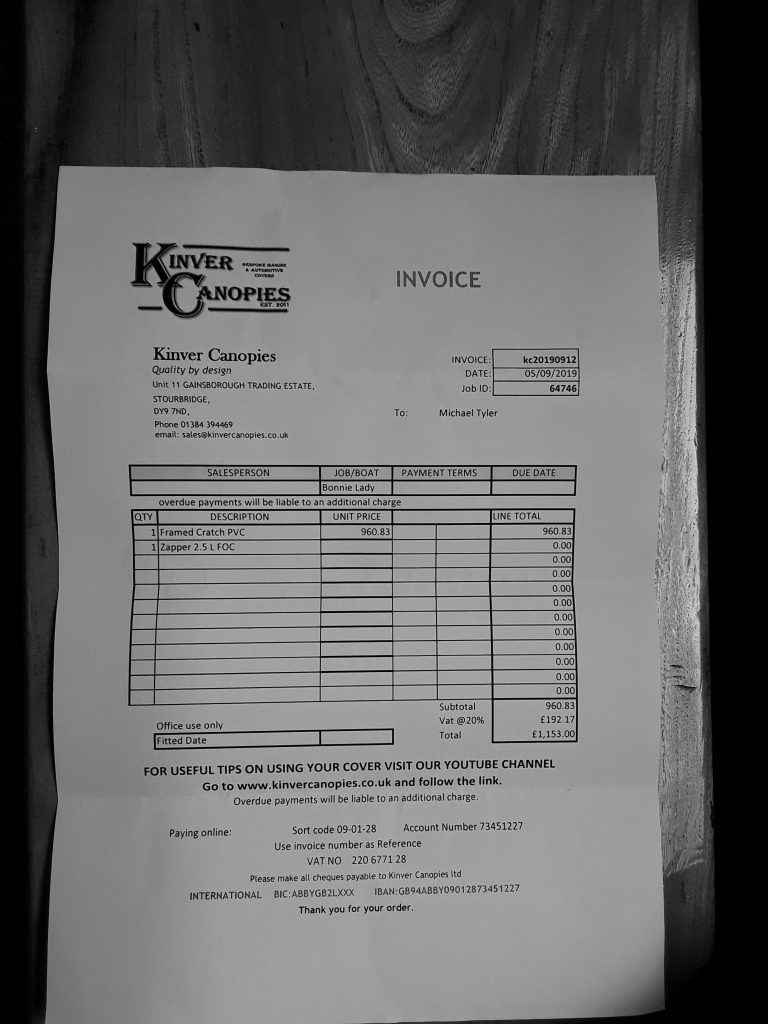 KINVER
BESPOKE MARINE
& AUTOMOTIVE
COVERS
CANOPIES
EST. 2011
INVOICE
Kinver Canopies
Quality by design
Unit 11 GAINSBOROUGH TRADING ESTATE,
STOURBRIDGE,
DY9 7ND,
Phone 01384 394469
email: sales@kinvercanopies.co.uk
INVOICE: kc20190912
DATE: 05/09/2019
Job ID: 64746
To: Michael Tyler
SALESPERSON JOB/BOAT PAYMENT TERMS DUE DATE
Bonnie Lady
overdue payments will be liable to an additional charge
QTY DESCRIPTION UNIT PRICE LINE TOTAL
1 Framed Cratch PVC 960.83 960.83
1 Zapper 2.5 L FOC 0.00
0.00
0.00
0.00
0.00
0.00
0.00
0.00
0.00
0.00
0.00
Subtotal 960.83
Vat @20% £192.17
Total £1,153.00
Office use only
Fitted Date
FOR USEFUL TIPS ON USING YOUR COVER VISIT OUR YOUTUBE CHANNEL
Go to www.kinvercanopies.co.uk and follow the link.
Overdue payments will be liable to an additional charge.
Paying online: Sort code 09-01-28 Account Number 73451227
Use invoice number as Reference
VAT NO 220 6771 28
Please make all cheques payable to Kinver Canopies ltd
INTERNATIONAL BIC:ABBYGB2LXXX IBAN:GB94ABBY09012873451227
Thank you for your order.